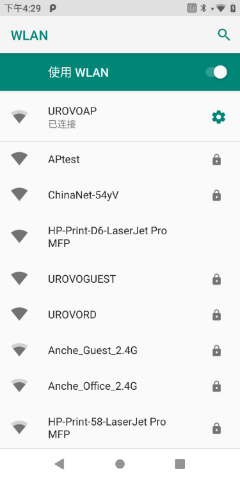 下午4:29
WLAN
使用 WLAN
UROVOAP
已连接
APtest
ChinaNet-54yV
HP-Print-D6-LaserJet Pro
MFP
UROVOGUEST
UROVORD
Anche_Guest_2.4G
Anche_Office_2.4G
HP-Print-58-LaserJet Pro
MFP